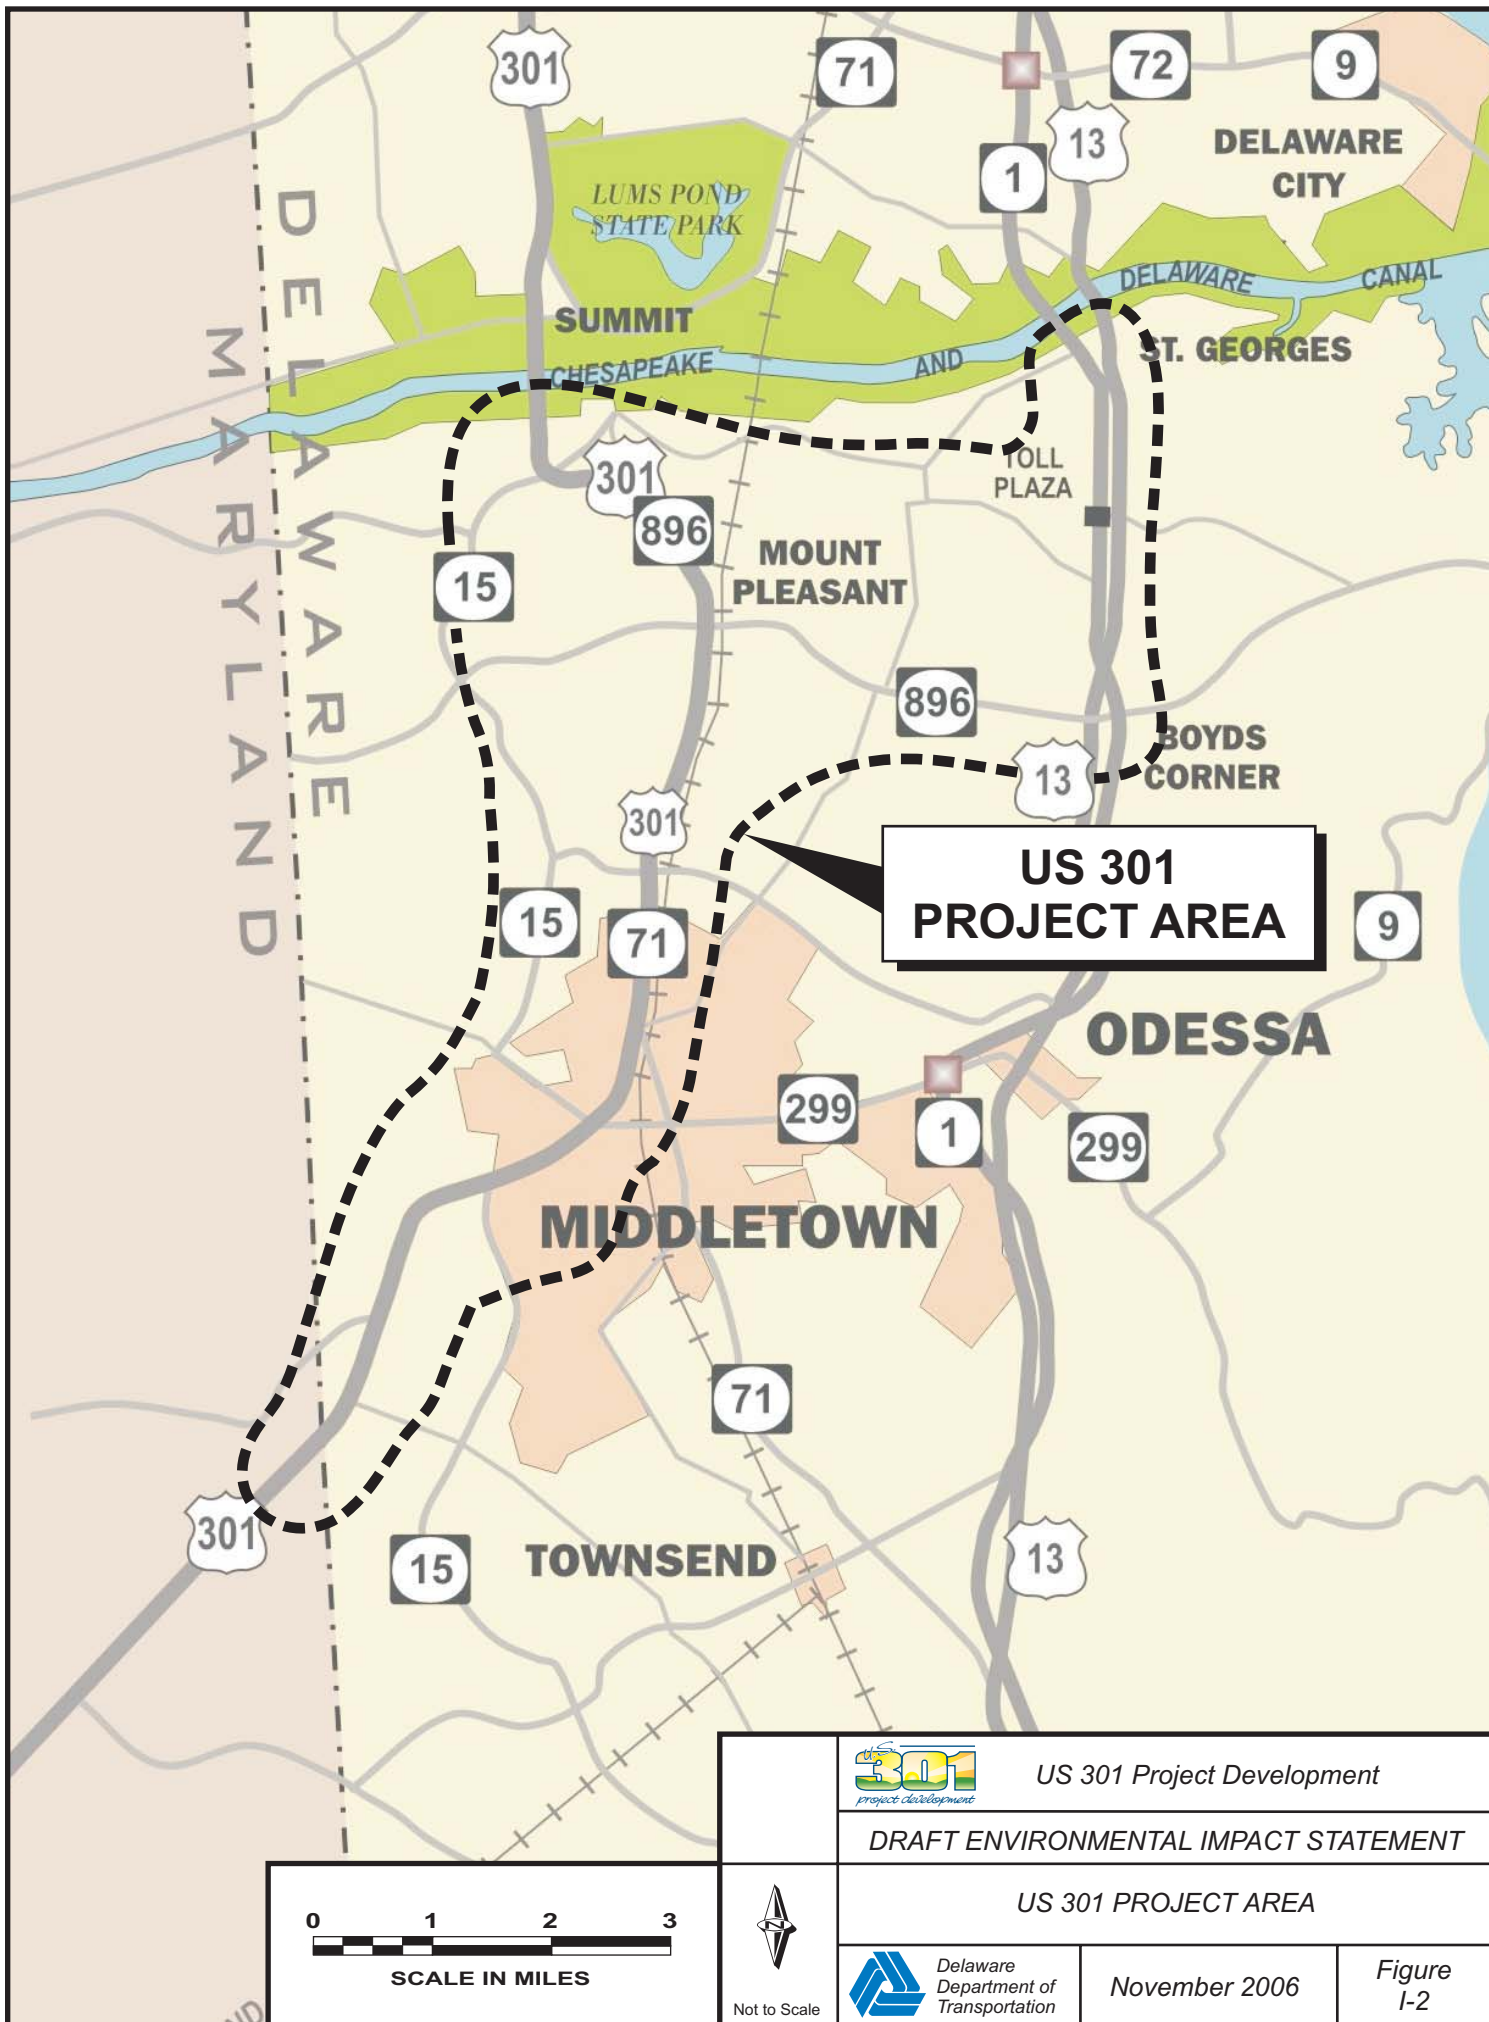 301
71
72
9
13
1
DELAWARE
CITY
LUMS POND
STATE PARK
DELAWARE
MARYLAND
SUMMIT
CHESAPEAKE
AND
DELAWARE
CANAL
ST. GEORGES
TOLL
PLAZA
301
896
15
MOUNT
PLEASANT
896
BOYDS
CORNER
13
301
US 301
PROJECT AREA
15
71
9
ODESSA
299
1
299
MIDDLETOWN
71
301
15
TOWNSEND
13
0 1 2 3
SCALE IN MILES
N
Not to Scale
U.S.
301
project development
US 301 Project Development
DRAFT ENVIRONMENTAL IMPACT STATEMENT
US 301 PROJECT AREA
Delaware
Department of
Transportation
November 2006
Figure
I-2